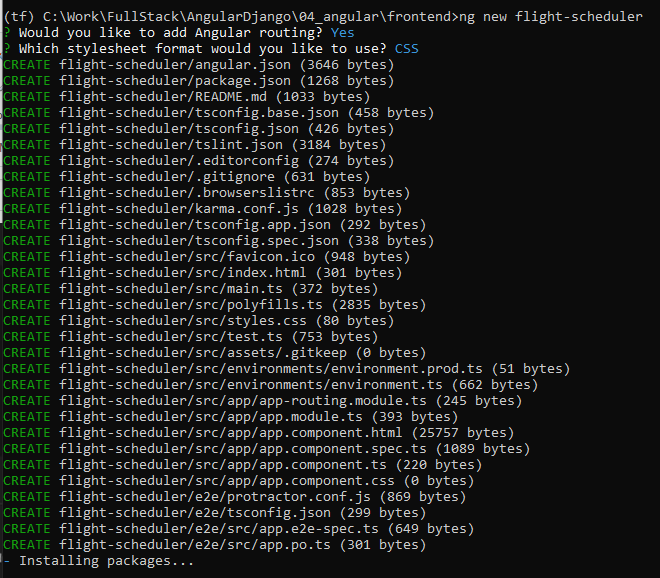 (tf) C:\Work\FullStack\AngularDjango\04_angular\frontend>ng new flight-scheduler
? Would you like to add Angular routing? Yes
? Which stylesheet format would you like to use? CSS
CREATE flight-scheduler/angular.json (3646 bytes)
CREATE flight-scheduler/package.json (1268 bytes)
CREATE flight-scheduler/README.md (1033 bytes)
CREATE flight-scheduler/tsconfig.base.json (458 bytes)
CREATE flight-scheduler/tsconfig.json (426 bytes)
CREATE flight-scheduler/tslint.json (3184 bytes)
CREATE flight-scheduler/.editorconfig (274 bytes)
CREATE flight-scheduler/.gitignore (631 bytes)
CREATE flight-scheduler/.browserslistrc (853 bytes)
CREATE flight-scheduler/karma.conf.js (1028 bytes)
CREATE flight-scheduler/tsconfig.app.json (292 bytes)
CREATE flight-scheduler/tsconfig.spec.json (338 bytes)
CREATE flight-scheduler/src/favicon.ico (948 bytes)
CREATE flight-scheduler/src/index.html (301 bytes)
CREATE flight-scheduler/src/main.ts (372 bytes)
CREATE flight-scheduler/src/polyfills.ts (2835 bytes)
CREATE flight-scheduler/src/styles.css (80 bytes)
CREATE flight-scheduler/src/test.ts (753 bytes)
CREATE flight-scheduler/src/assets/.gitkeep (0 bytes)
CREATE flight-scheduler/src/environments/environment.prod.ts (51 bytes)
CREATE flight-scheduler/src/environments/environment.ts (662 bytes)
CREATE flight-scheduler/src/app/app-routing.module.ts (245 bytes)
CREATE flight-scheduler/src/app/app.module.ts (393 bytes)
CREATE flight-scheduler/src/app/app.component.html (25757 bytes)
CREATE flight-scheduler/src/app/app.component.spec.ts (1089 bytes)
CREATE flight-scheduler/src/app/app.component.ts (220 bytes)
CREATE flight-scheduler/src/app/app.component.css (0 bytes)
CREATE flight-scheduler/e2e/protractor.conf.js (869 bytes)
CREATE flight-scheduler/e2e/tsconfig.json (299 bytes)
CREATE flight-scheduler/e2e/src/app.e2e-spec.ts (649 bytes)
CREATE flight-scheduler/e2e/src/app.po.ts (301 bytes)
- Installing packages...